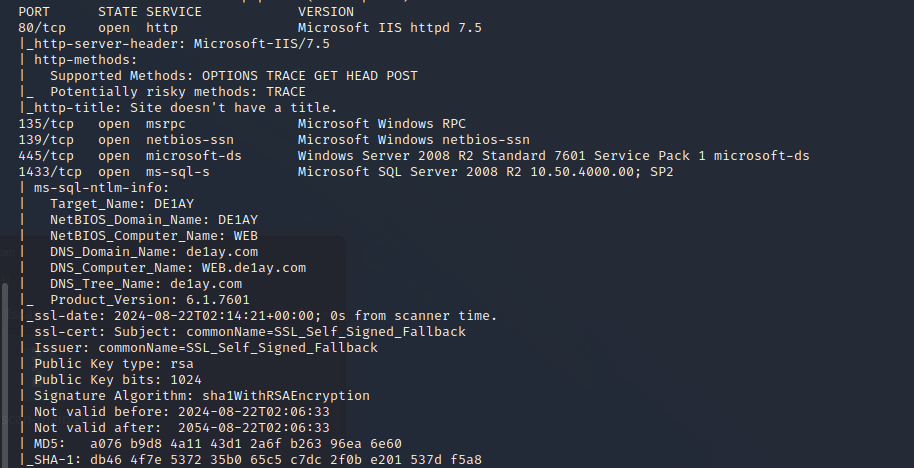 PORT STATE SERVICE VERSION
80/tcp open http Microsoft IIS httpd 7.5
|_http-server-header: Microsoft-IIS/7.5
| http-methods:
| Supported Methods: OPTIONS TRACE GET HEAD POST
|_ Potentially risky methods: TRACE
|_http-title: Site doesn't have a title.
135/tcp open msrpc Microsoft Windows RPC
139/tcp open netbios-ssn Microsoft Windows netbios-ssn
445/tcp open microsoft-ds Windows Server 2008 R2 Standard 7601 Service Pack 1 microsoft-ds
1433/tcp open ms-sql-s Microsoft SQL Server 2008 R2 10.50.4000.00; SP2
| ms-sql-ntlm-info:
| Target_Name: DE1AY
| NetBIOS_Domain_Name: DE1AY
| NetBIOS_Computer_Name: WEB
| DNS_Domain_Name: de1ay.com
| DNS_Computer_Name: WEB.de1ay.com
| DNS_Tree_Name: de1ay.com
|_ Product_Version: 6.1.7601
|_ssl-date: 2024-08-22T02:14:21+00:00; 0s from scanner time.
| ssl-cert: Subject: commonName=SSL_Self_Signed_Fallback
| Issuer: commonName=SSL_Self_Signed_Fallback
| Public Key type: rsa
| Public Key bits: 1024
| Signature Algorithm: sha1WithRSAEncryption
| Not valid before: 2024-08-22T02:06:33
| Not valid after: 2054-08-22T02:06:33
| MD5: a076 b9d8 4a11 43d1 2a6f b263 96ea 6e60
|_SHA-1: db46 4f7e 5372 35b0 65c5 c7dc 2f0b e201 537d f5a8